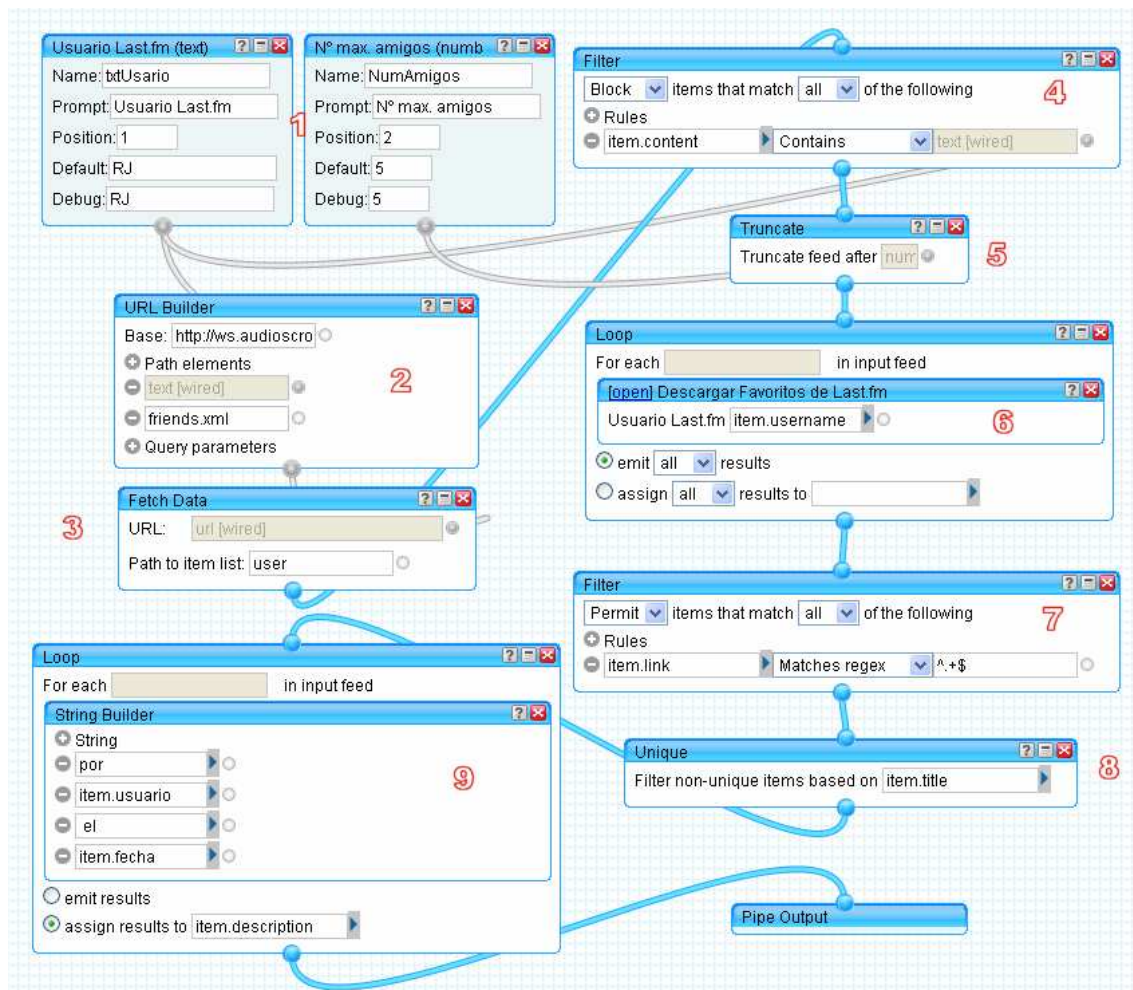 Usuario Last.fm (text)
Name: txtUsario
Prompt: Usuario Last.fm
Position: 1
Default: RJ
Debug: RJ
1
Nº max. amigos (numb
Name: NumAmigos
Prompt: Nº max. amigos
Position: 2
Default: 5
Debug: 5
URL Builder
Base: http://ws.audioscro
Path elements
text [wired]
friends.xml
Query parameters
2
3
Fetch Data
URL: url [wired]
Path to item list: user
Filter
Block items that match all of the following
Rules
item.content Contains text [wired]
4
Truncate
Truncate feed after num
5
Loop
For each in input feed
[open] Descargar Favoritos de Last.fm
Usuario Last.fm item.username
6
emit all results
assign all results to
Filter
Permit items that match all of the following
Rules
item.link Matches regex ^.+$
7
Unique
Filter non-unique items based on item.title
8
Loop
For each in input feed
String Builder
String
por
item.usuario
el
item.fecha
9
emit results
assign results to item.description
Pipe Output